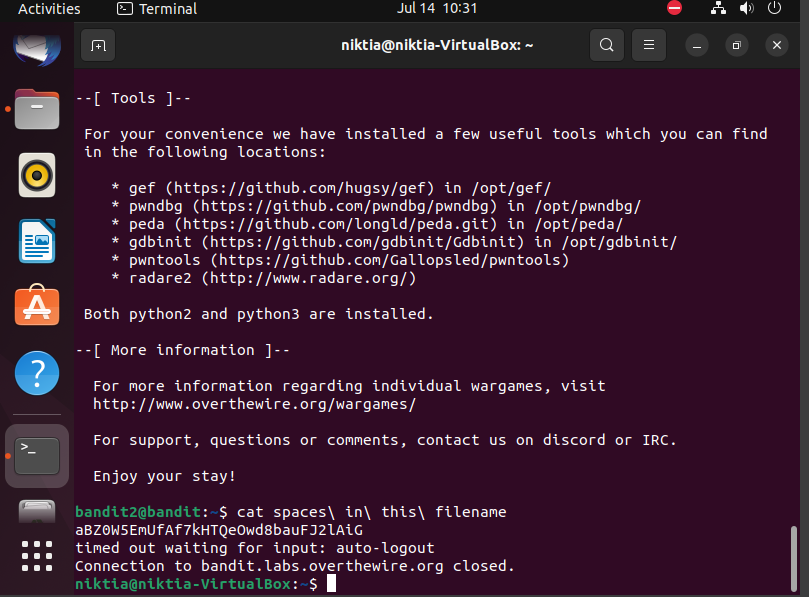 Activities
Terminal
Jul 14 10:31
niktia@niktia-VirtualBox: ~
--[ Tools ]--
For your convenience we have installed a few useful tools which you can find
in the following locations:
* gef (https://github.com/hugsy/gef) in /opt/gef/
* pwndbg (https://github.com/pwndbg/pwndbg) in /opt/pwndbg/
* peda (https://github.com/longld/peda.git) in /opt/peda/
* gdbinit (https://github.com/gdbinit/Gdbinit) in /opt/gdbinit/
* pwntools (https://github.com/Gallopsled/pwntools)
* radare2 (http://www.radare.org/)
Both python2 and python3 are installed.
--[ More information ]--
For more information regarding individual wargames, visit
http://www.overthewire.org/wargames/
For support, questions or comments, contact us on discord or IRC.
Enjoy your stay!
bandit2@bandit:~$ cat spaces\ in\ this\ filename
aBZ0W5EmUfAf7kHTQeOwd8bauFJ2lAiG
timed out waiting for input: auto-logout
Connection to bandit.labs.overthewire.org closed.
niktia@niktia-VirtualBox:~$